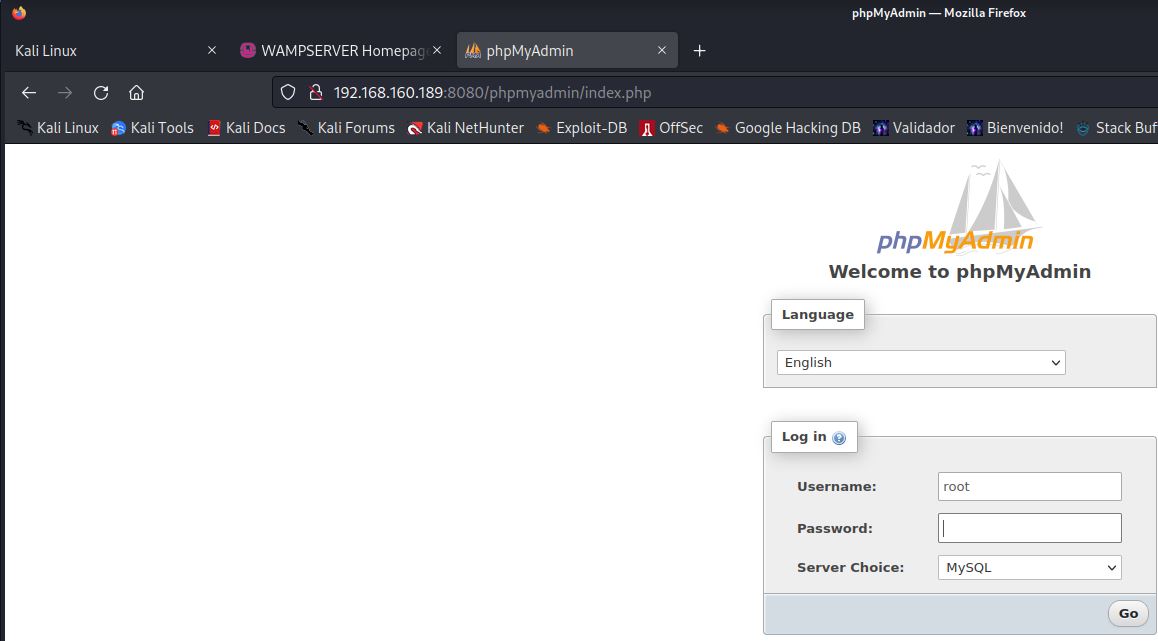 phpMyAdmin — Mozilla Firefox
Kali Linux WAMPSERVER Homepag phpMyAdmin
192.168.160.189:8080/phpmyadmin/index.php
Kali Linux Kali Tools Kali Docs Kali Forums Kali NetHunter Exploit-DB OffSec Google Hacking DB Validador Bienvenido! Stack Buf
phpMyAdmin
Welcome to phpMyAdmin
Language
English
Log in
Username: root
Password:
Server Choice: MySQL
Go